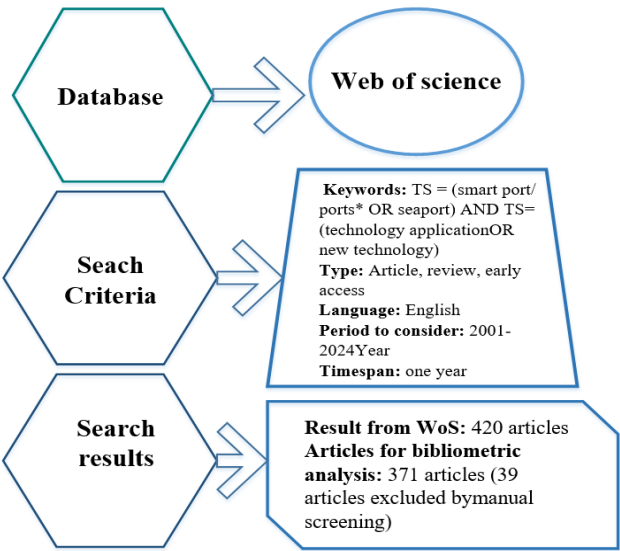 Database
Web of science
Seach
Criteria
Keywords: TS = (smart port/
ports* OR seaport) AND TS=
(technology applicationOR
new technology)
Type: Article, review, early
access
Language: English
Period to consider: 2001-
2024Year
Timespan: one year
Search
results
Result from WoS: 420 articles
Articles for bibliometric
analysis: 371 articles (39
articles excluded bymanual
screening)